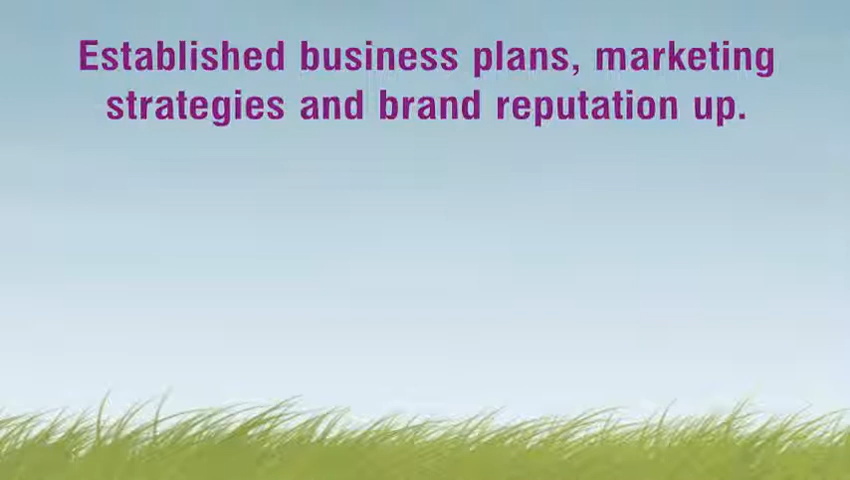 Established business plans, marketing
strategies and brand reputation up.